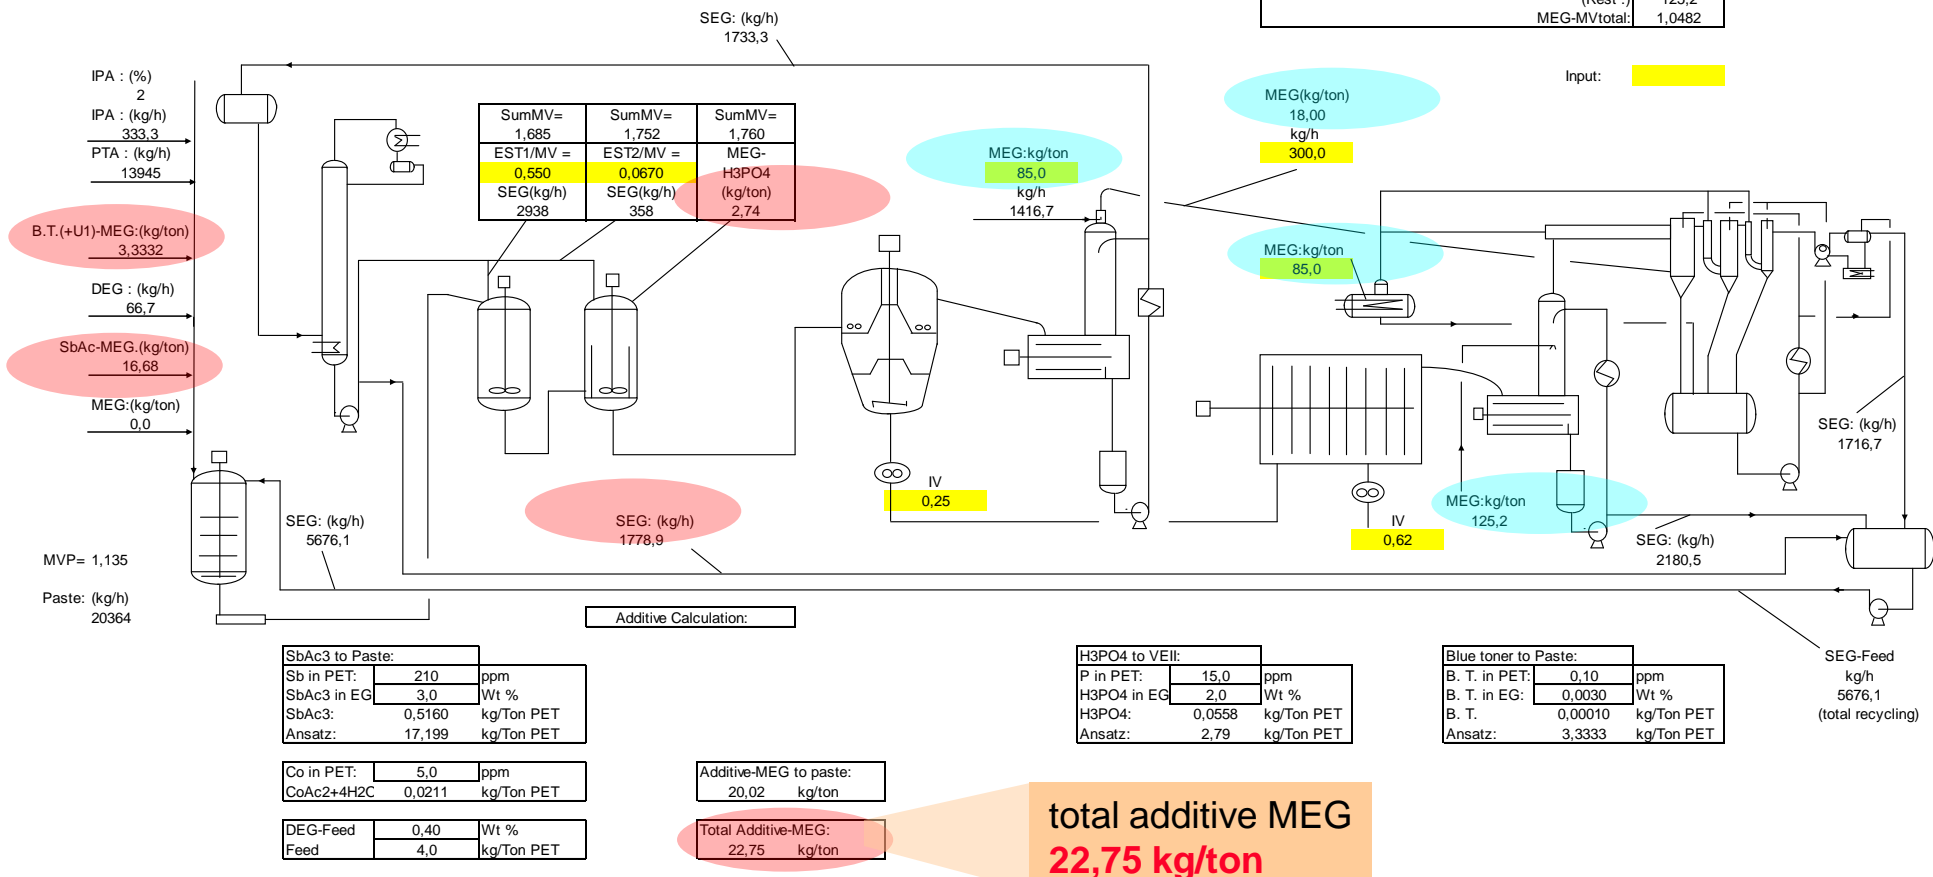 (Rest :) 125,2
MEG-MVtotal: 1,0482
SEG: (kg/h)
1733,3
Input:
IPA : (%)
2
IPA : (kg/h)
333,3
PTA : (kg/h)
13945
B.T.(+U1)-MEG:(kg/ton)
3,3332
DEG : (kg/h)
66,7
SbAc-MEG.(kg/ton)
16,68
MEG:(kg/ton)
0,0
SumMV= SumMV= SumMV=
1,685 1,752 1,760
EST1/MV = EST2/MV = MEG-
0,550 0,0670 H3PO4
SEG(kg/h) SEG(kg/h) (kg/ton)
2938 358 2,74
MEG:kg/ton
85,0
kg/h
1416,7
MEG(kg/ton)
18,00
kg/h
300,0
MEG:kg/ton
85,0
SEG: (kg/h)
1716,7
IV
0,25
IV
0,62
MEG:kg/ton
125,2
SEG: (kg/h)
2180,5
SEG: (kg/h)
5676,1
SEG: (kg/h)
1778,9
MVP= 1,135
Paste: (kg/h)
20364
Additive Calculation:
SbAc3 to Paste:
Sb in PET: 210 ppm
SbAc3 in EG 3,0 Wt %
SbAc3: 0,5160 kg/Ton PET
Ansatz: 17,199 kg/Ton PET
H3PO4 to VEII:
P in PET: 15,0 ppm
H3PO4 in EG 2,0 Wt %
H3PO4: 0,0558 kg/Ton PET
Ansatz: 2,79 kg/Ton PET
Blue toner to Paste:
B. T. in PET: 0,10 ppm
B. T. in EG: 0,0030 Wt %
B. T. 0,00010 kg/Ton PET
Ansatz: 3,3333 kg/Ton PET
SEG-Feed
kg/h
5676,1
(total recycling)
Co in PET: 5,0 ppm
CoAc2+4H2C 0,0211 kg/Ton PET
Additive-MEG to paste:
20,02 kg/ton
DEG-Feed 0,40 Wt %
Feed 4,0 kg/Ton PET
Total Additive-MEG:
22,75 kg/ton
total additive MEG
22,75 kg/ton